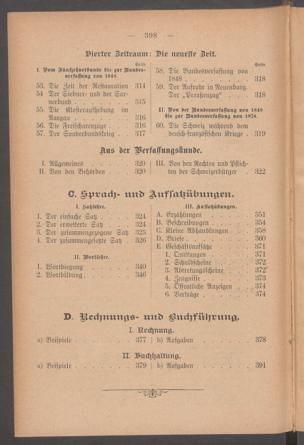 — 398 —
Vierter Zeitraum: Die neueste Zeit.
Seite
I. Vom Fünfzehnerbunde bis zur Bundesverfassung von 1848.
53. Die Zeit der Restauration 314
54. Der Siebner- und der Sarnerbund 315
55. Die Klosteraufhebung im Aargau 316
56. Die Freischarenzüge 316
57. Der Sonderbundskrieg 317
Seite
58. Die Bundesverfassung von 1848 318
59. Der Aufruhr in Neuenburg. Der "Preußenzug" 318
II. Von der Bundesverfassung von 1848 bis zur Bundesverfassung von 1874.
60. Die Schweiz während dem deutsch-französischen Kriege 319
Aus der Verfassungskunde.
I. Allgemeines 320
II. Die Behörden 320
III. Von den Rechten und Pflichten der Schweizerbürger 322
C. Sprach- und Aufsatzübungen.
I. Satzlehre.
1. Der einfache Satz 324
2. Der erweiterte Satz 324
3. Der zusammengezogene Satz 325
4. Der zusammengesetzte Satz 326
II. Wortlehre.
1. Wortbiegung 340
2. Wortbildung 346
III. Aufsatzübungen.
A. Erzählungen 351
B. Beschreibungen 354
C. Kleine Abhandlungen 358
D. Briefe 360
E. Geschäftsaufsätze 371
1. Quittungen 371
2. Schuldscheine 372
3. Abtretungsscheine 372
4. Zeugnisse 373
5. Öffentliche Anzeigen 374
6. Verträge 374
D. Rechnungs- und Buchführung.
I. Rechnung.
a) Beispiele 377
b) Aufgaben 378
II. Buchhaltung.
a) Beispiele 379
b) Aufgaben 391